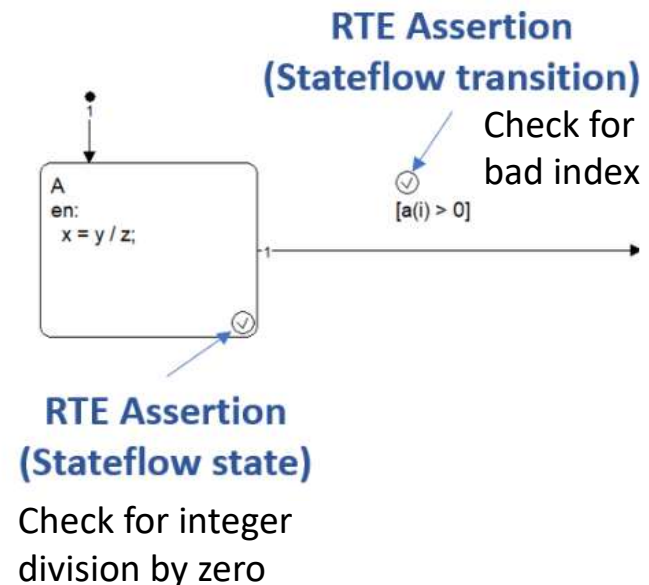 RTE Assertion
(Stateflow transition)
Check for
bad index
1
A
en:
x = y / z;
[a(i) > 0]
1
RTE Assertion
(Stateflow state)
Check for integer
division by zero